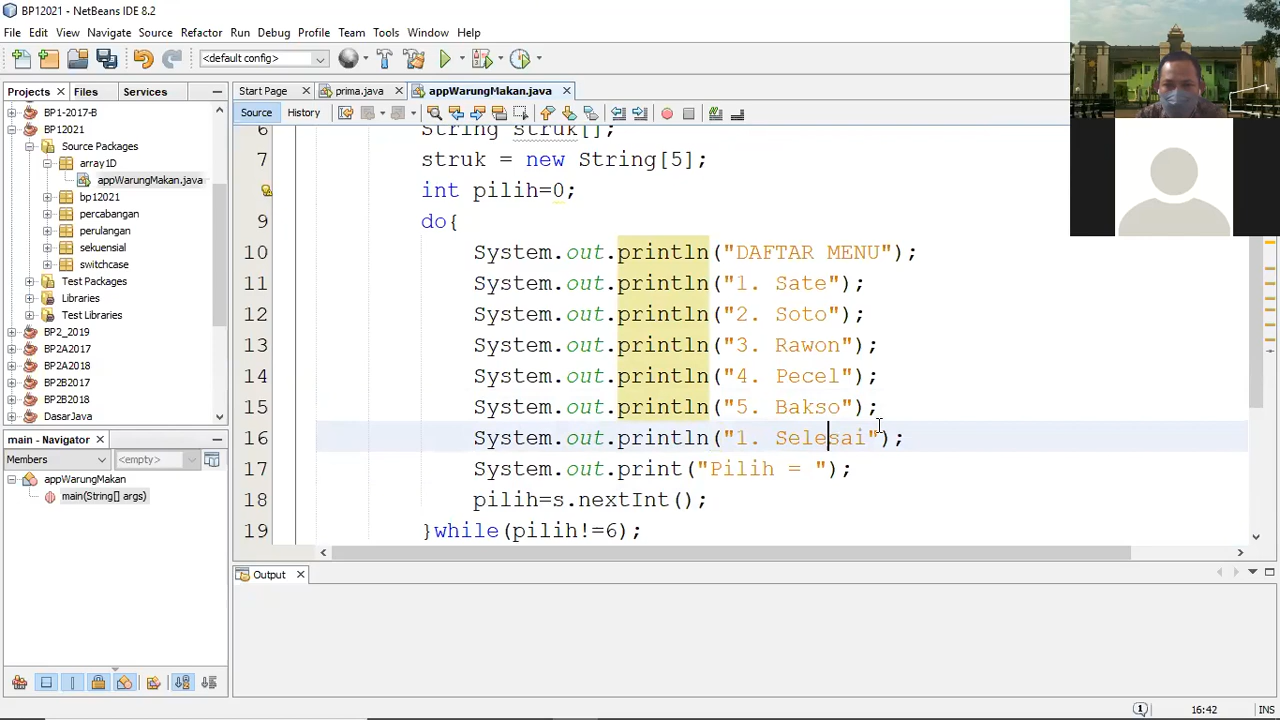 BP12021 - NetBeans IDE 8.2
File Edit View Navigate Source Refactor Run Debug Profile Team Tools Window Help
<default config>
Projects Files Services
Start Page prima.java appWarungMakan.java
Source History
BP1-2017-B
BP12021
Source Packages
array1D
appWarungMakan.java
bp12021
percabangan
perulangan
sekuensial
switchcase
Test Packages
Libraries
Test Libraries
BP2_2019
BP2A2017
BP2A2018
BP2B2017
BP2B2018
DasarJava
main - Navigator
Members <empty>
appWarungMakan
main(String[] args)
6 String struk[];
7 struk = new String[5];
int pilih=0;
9 do{
10 System.out.println("DAFTAR MENU");
11 System.out.println("1. Sate");
12 System.out.println("2. Soto");
13 System.out.println("3. Rawon");
14 System.out.println("4. Pecel");
15 System.out.println("5. Bakso");
16 System.out.println("1. Selesai");
17 System.out.print("Pilih = ");
18 pilih=s.nextInt();
19 }while(pilih!=6);
Output
16:42 INS